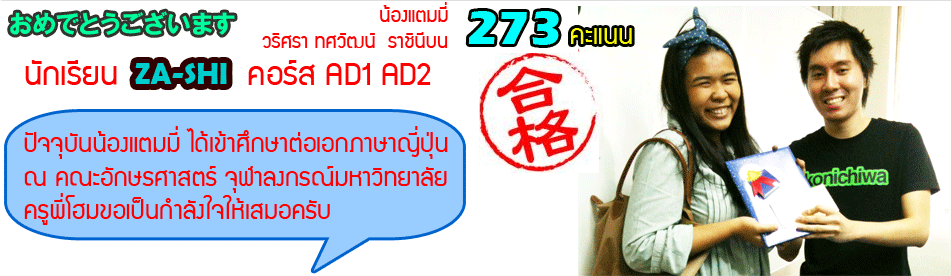 おめでとうございます
น้องแตมมี่
วริศรา ทศวัฒน์ ราชินีบน
273 คะแนน
นักเรียน ZA-SHI คอร์ส AD1 AD2
合格
ปัจจุบันน้องแตมมี่ ได้เข้าศึกษาต่อเอกภาษาญี่ปุ่น
ณ คณะอักษรศาสตร์ จุฬาลงกรณ์มหาวิทยาลัย
ครูพี่โฮมขอเป็นกำลังใจให้เสมอครับ
konichiwa